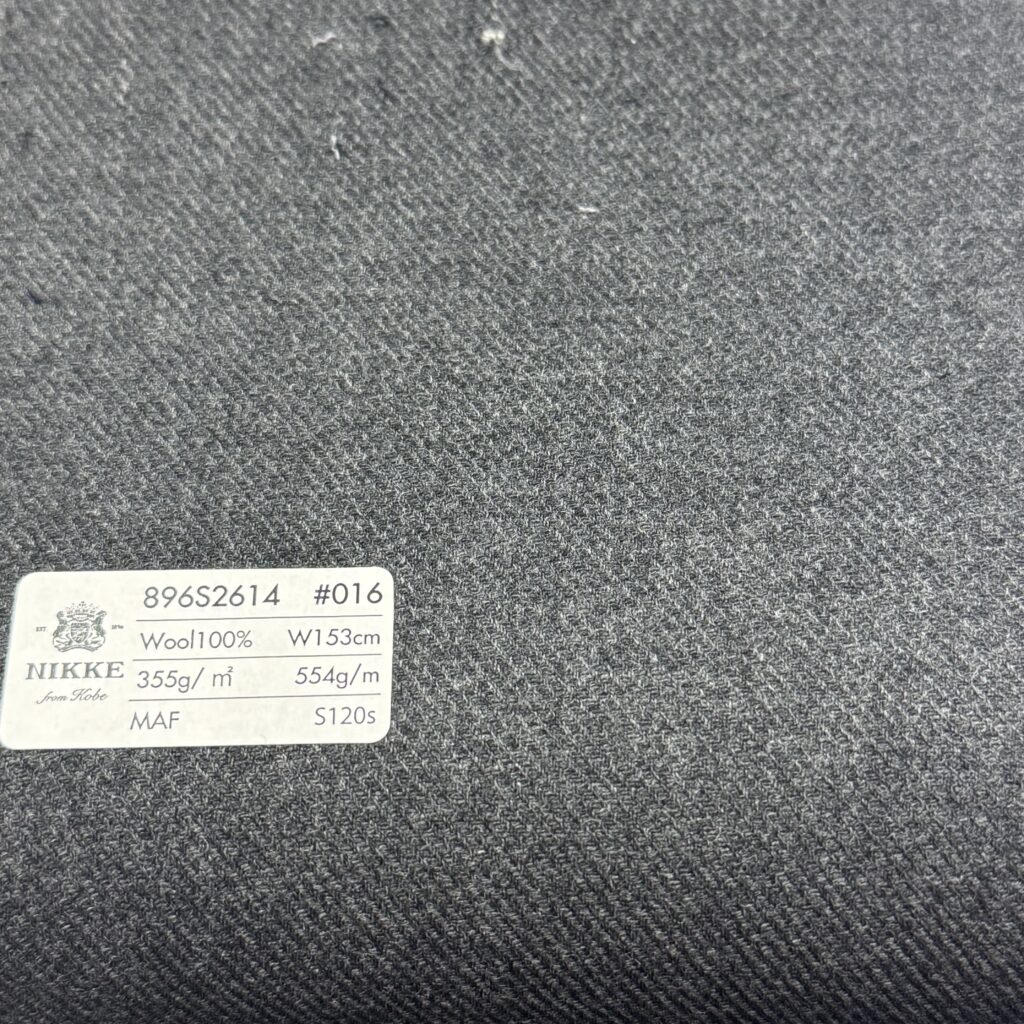 896S2614 #016
Wool100% W153cm
NIKKE
355g/㎡ 554g/m
from Kobe
MAF S120s